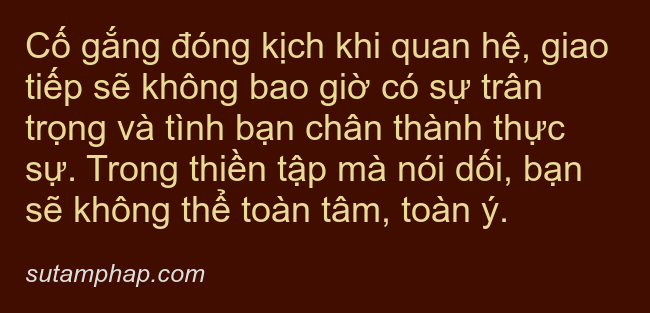 Cố gắng đóng kịch khi quan hệ, giao
tiếp sẽ không bao giờ có sự trân
trọng và tình bạn chân thành thực
sự. Trong thiền tập mà nói dối, bạn
sẽ không thể toàn tâm, toàn ý.
sutamphap.com